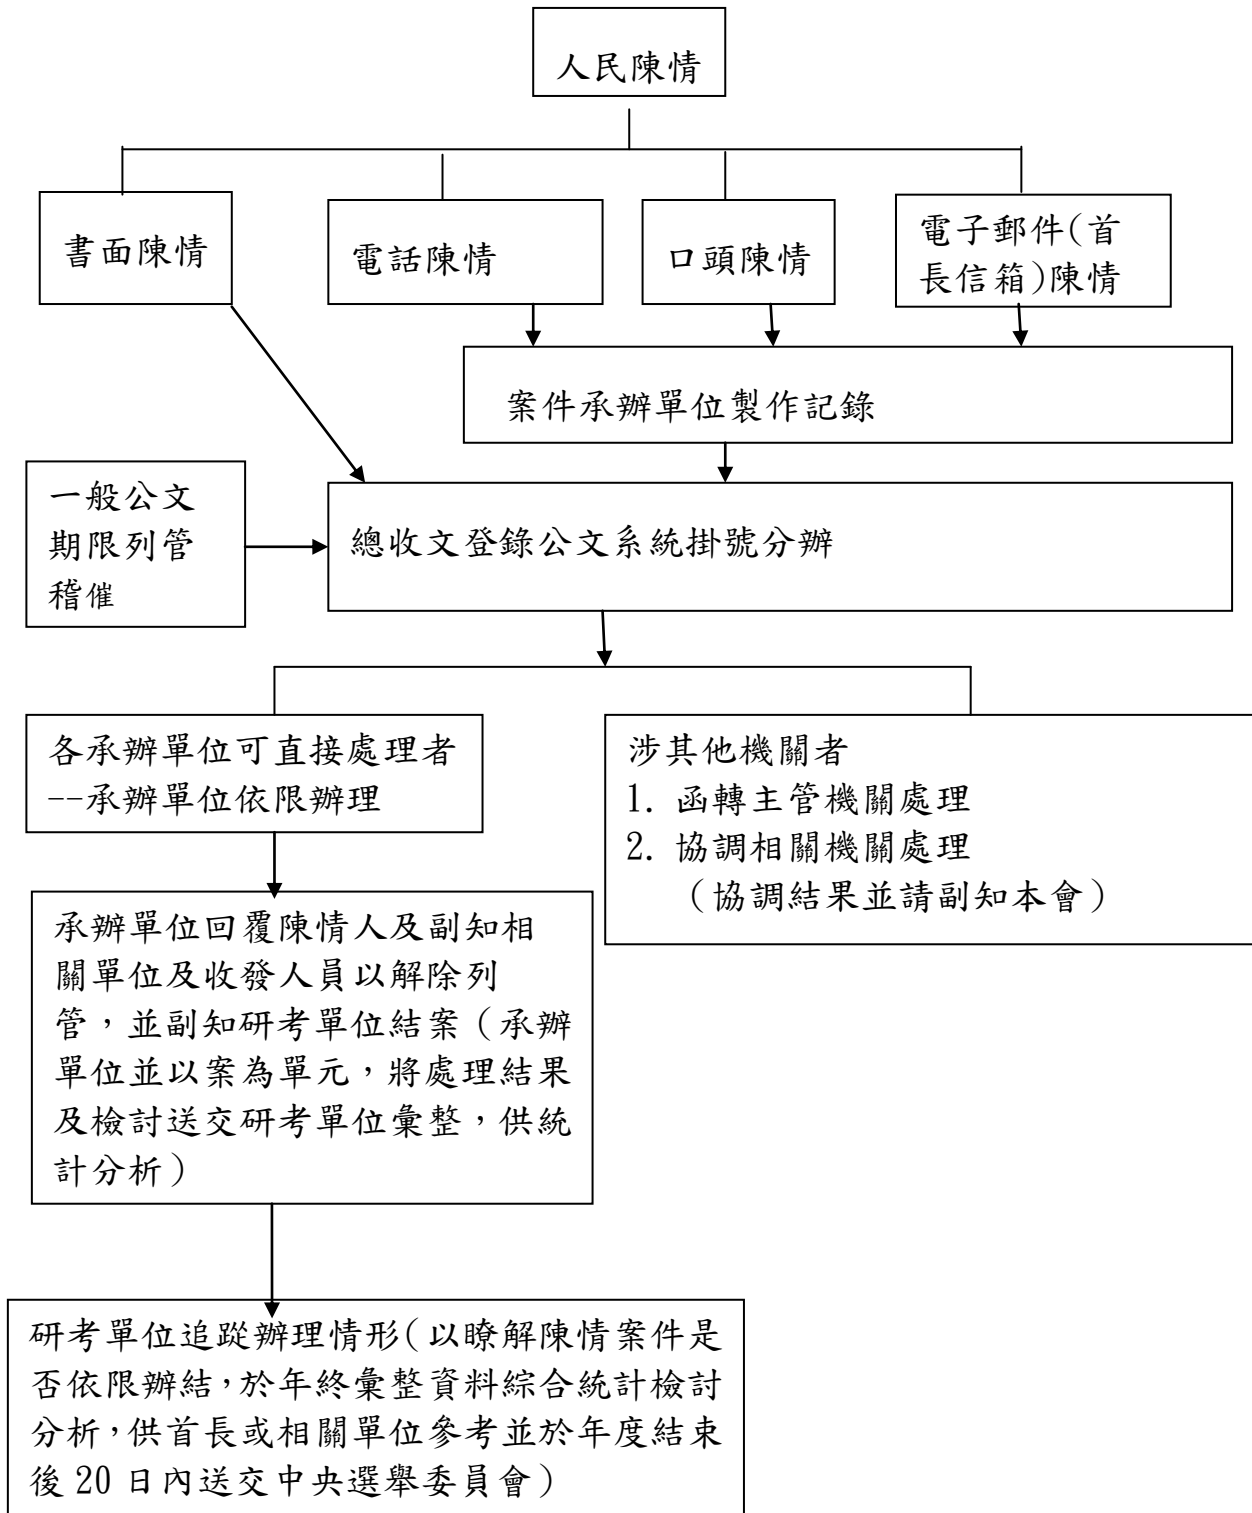 人民陳情
書面陳情
電話陳情
口頭陳情
電子郵件(首
長信箱)陳情
案件承辦單位製作記錄
一般公文
期限列管
稽催
總收文登錄公文系統掛號分辦
各承辦單位可直接處理者
--承辦單位依限辦理
涉其他機關者
1. 函轉主管機關處理
2. 協調相關機關處理
（協調結果並請副知本會）
承辦單位回覆陳情人及副知相
關單位及收發人員以解除列
管，並副知研考單位結案（承辦
單位並以案為單元，將處理結果
及檢討送交研考單位彙整，供統
計分析）
研考單位追蹤辦理情形(以瞭解陳情案件是
否依限辦結，於年終彙整資料綜合統計檢討
分析，供首長或相關單位參考並於年度結束
後 20 日內送交中央選舉委員會）